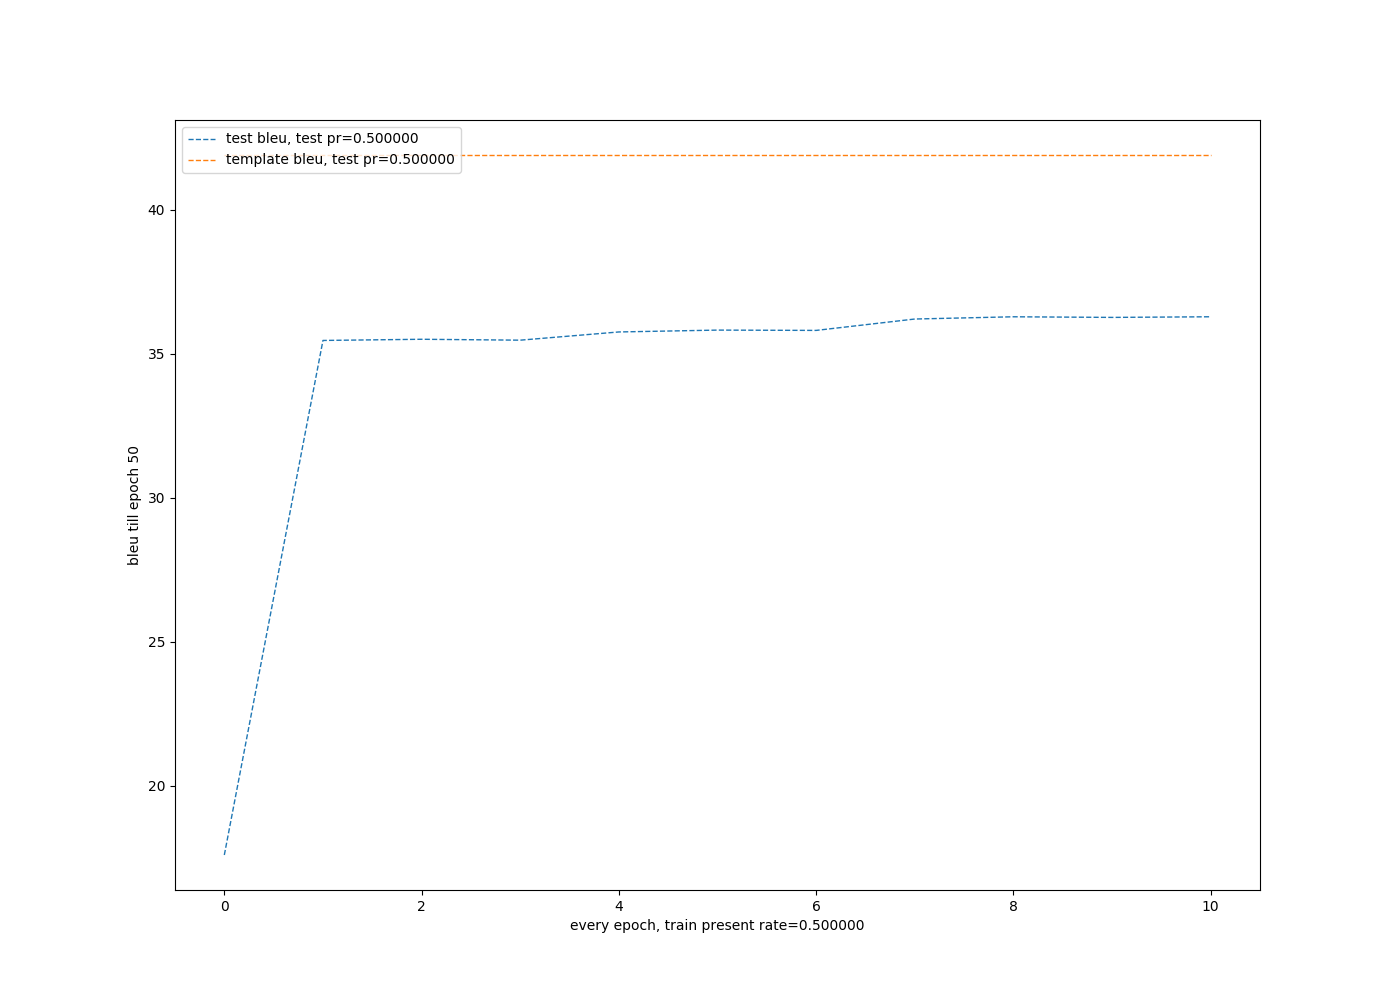 test bleu, test pr=0.500000
template bleu, test pr=0.500000
40
35
30
25
20
bleu till epoch 50
0 2 4 6 8 10
every epoch, train present rate=0.500000